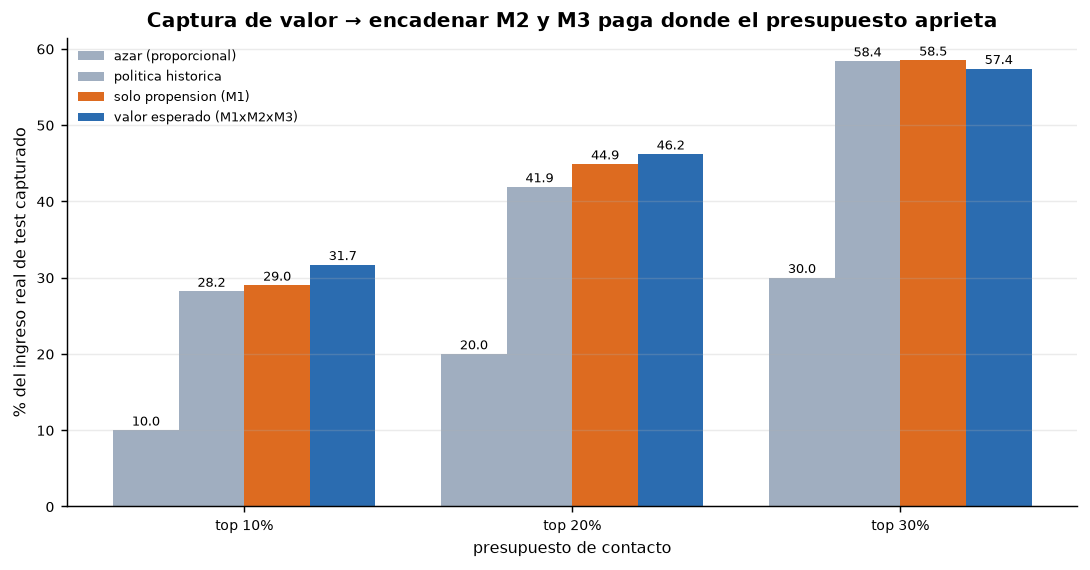 Captura de valor → encadenar M2 y M3 paga donde el presupuesto aprieta
azar (proporcional)
politica historica
solo propension (M1)
valor esperado (M1xM2xM3)
% del ingreso real de test capturado
60
50
40
30
20
10
0
10.0
28.2
29.0
31.7
20.0
41.9
44.9
46.2
30.0
58.4
58.5
57.4
top 10%
top 20%
top 30%
presupuesto de contacto